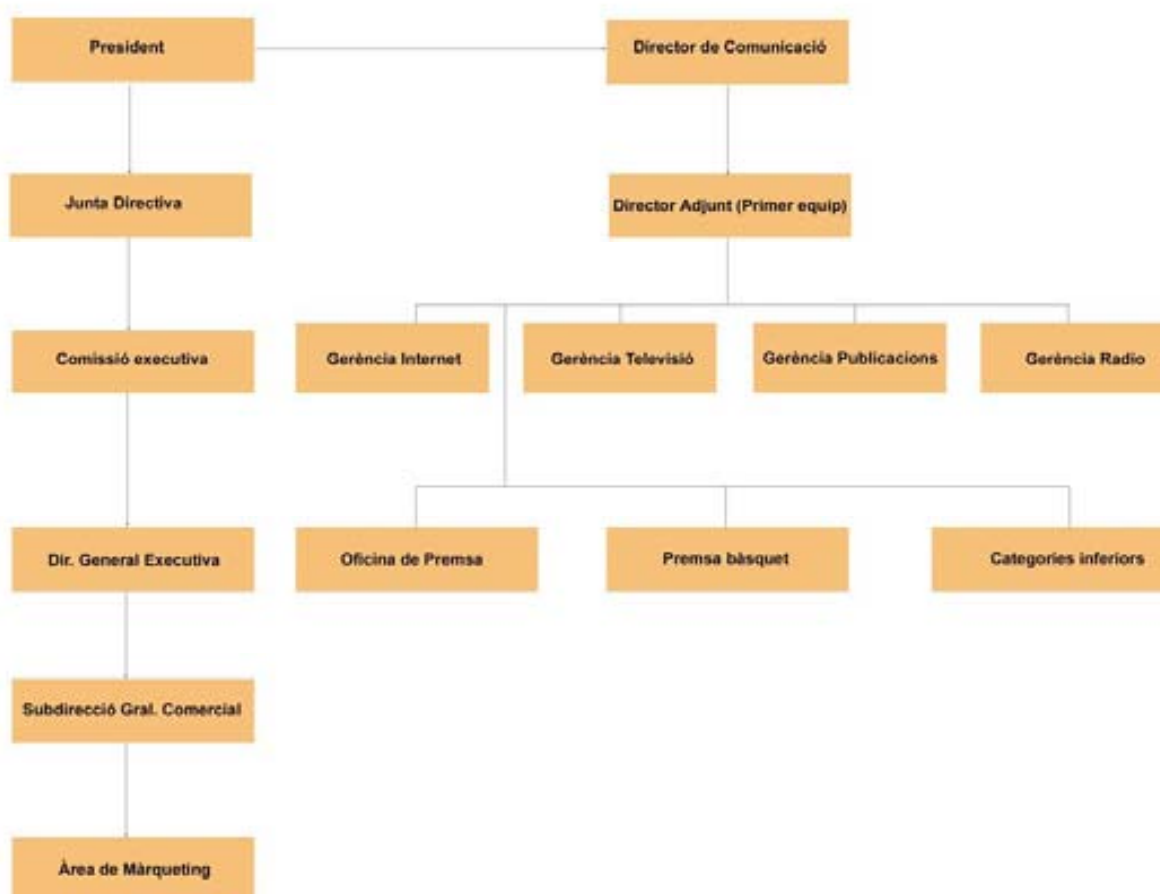 President
Director de Comunicació
Junta Directiva
Director Adjunt (Primer equip)
Comissió executiva
Gerència Internet
Gerència Televisió
Gerència Publicacions
Gerència Radio
Dir. General Executiva
Oficina de Premsa
Premsa bàsquet
Categories inferiors
Subdirecció Gral. Comercial
Àrea de Màrqueting